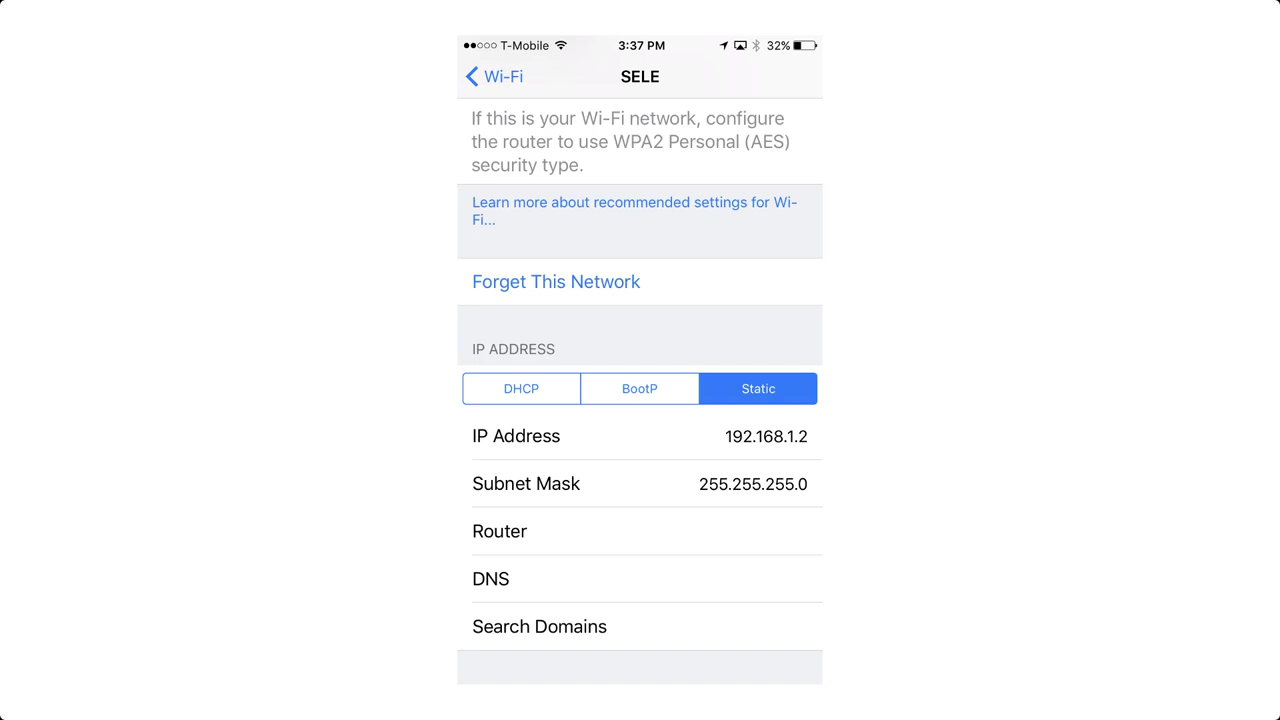 T-Mobile 3:37 PM 32%
Wi-Fi SELE
If this is your Wi-Fi network, configure
the router to use WPA2 Personal (AES)
security type.
Learn more about recommended settings for Wi-
Fi...
Forget This Network
IP ADDRESS
DHCP BootP Static
IP Address 192.168.1.2
Subnet Mask 255.255.255.0
Router
DNS
Search Domains